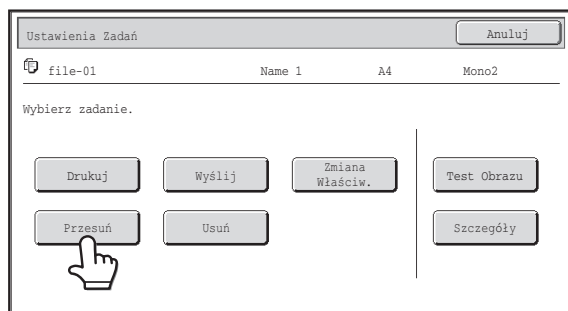 Ustawienia Zadań Anuluj
file-01 Name 1 A4 Mono2
Wybierz zadanie.
Drukuj Wyślij Zmiana Właściw. Test Obrazu
Przesuń Usuń Szczegóły